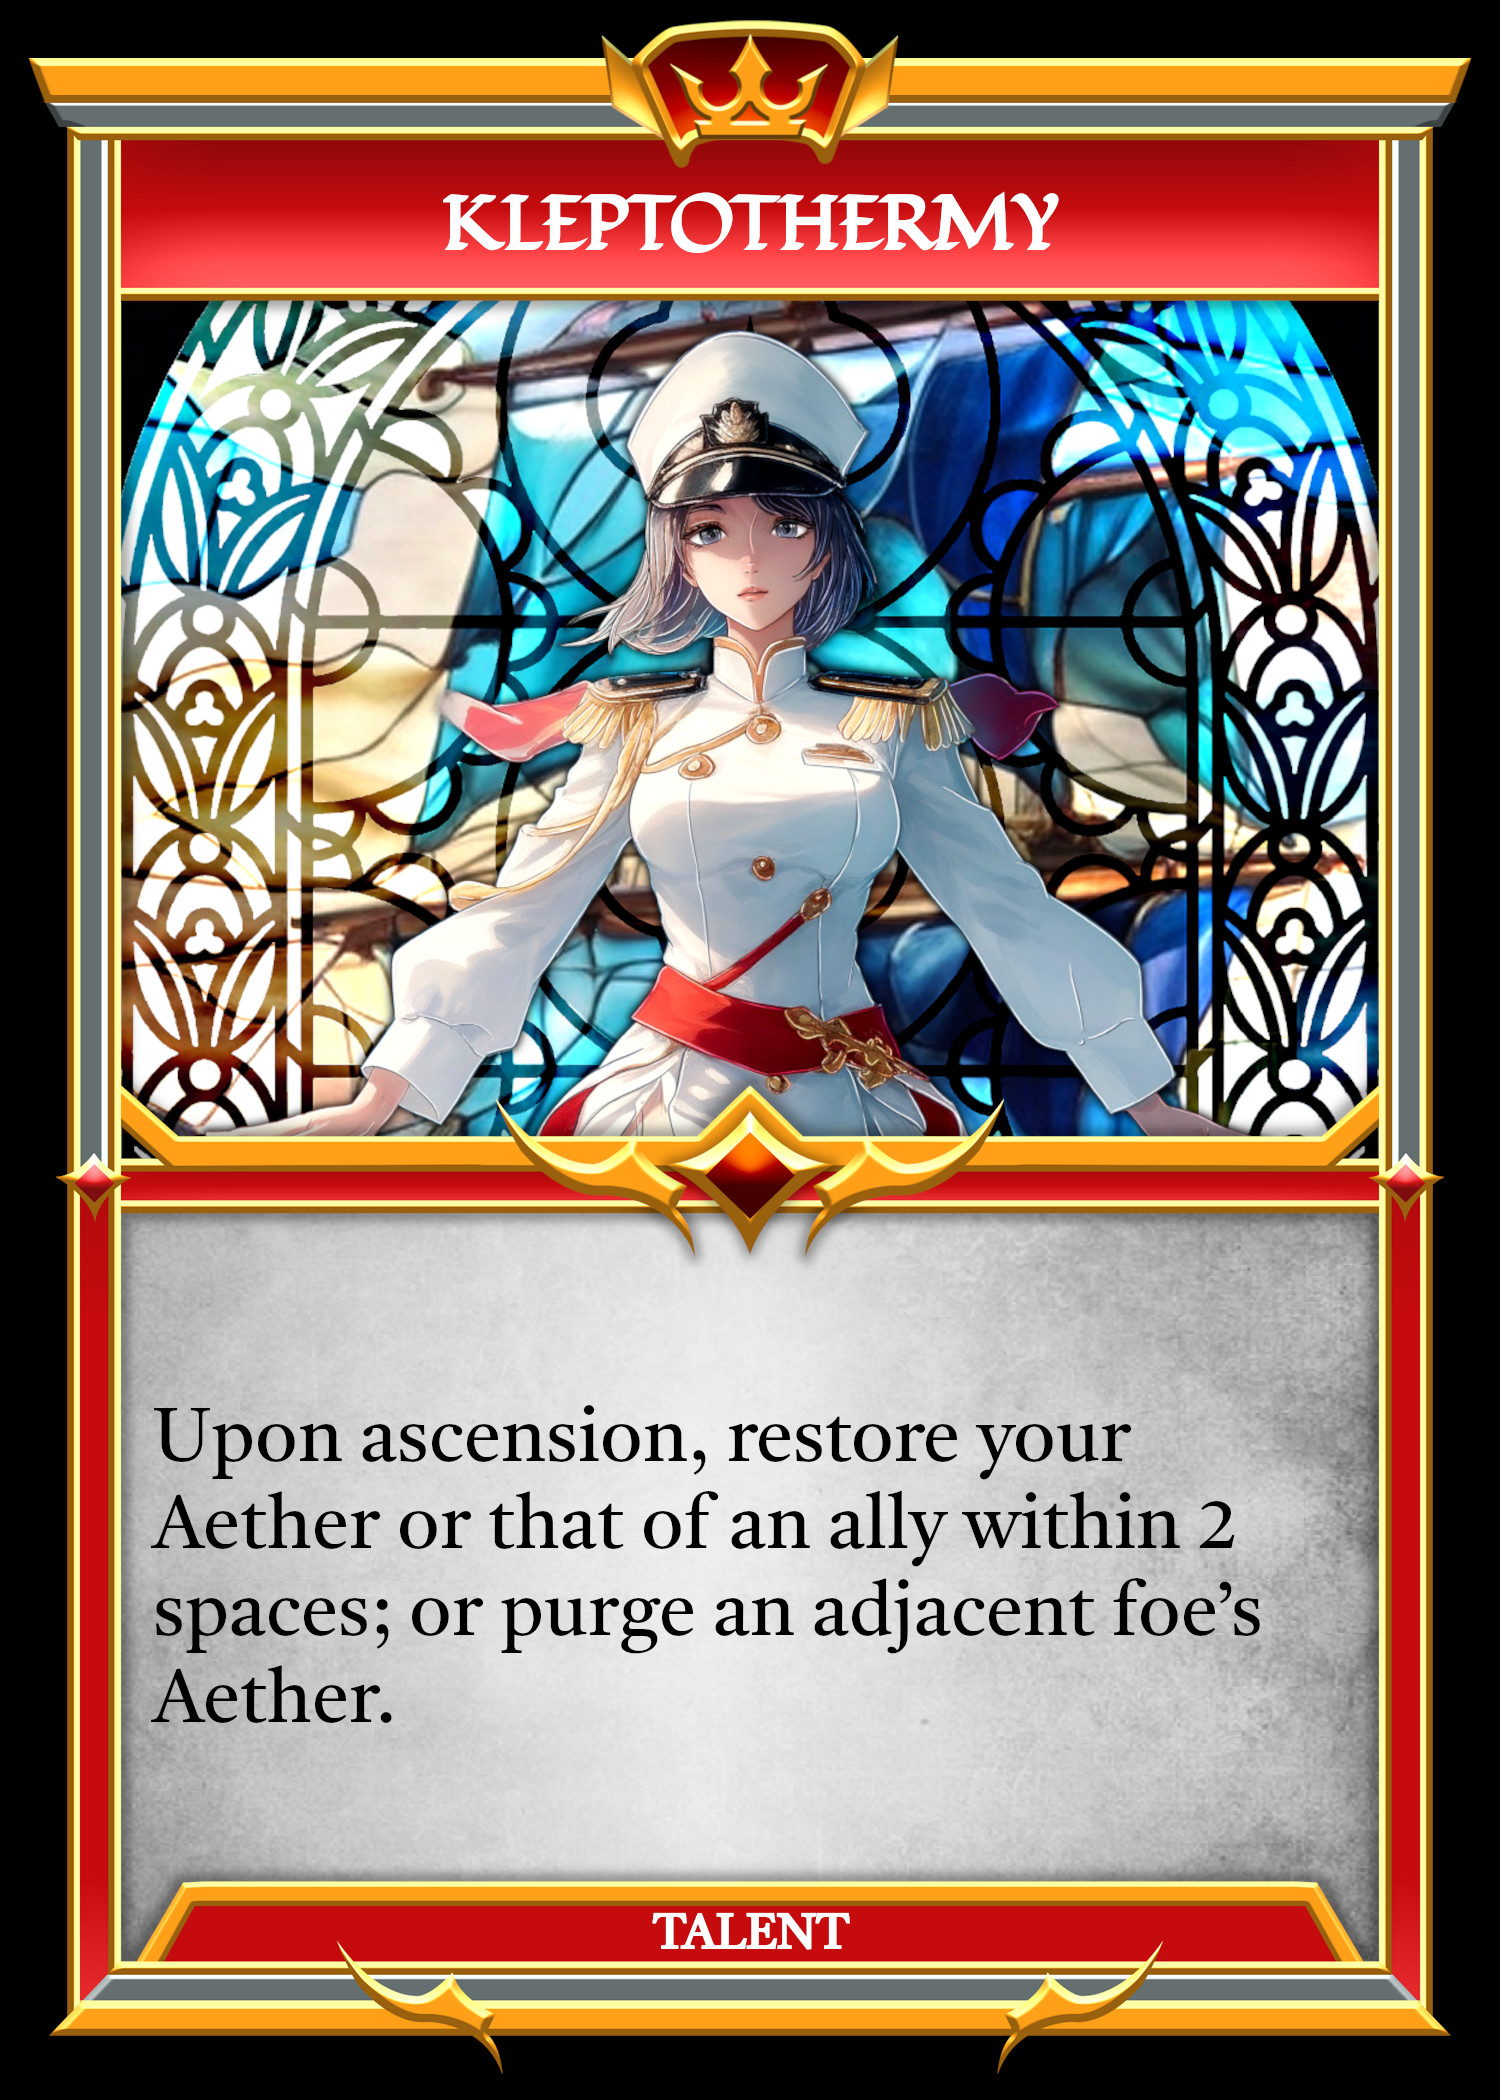 KLEPTOTHERMY
Upon ascension, restore your
Aether or that of an ally within 2
spaces; or purge an adjacent foe’s
Aether.
TALENT